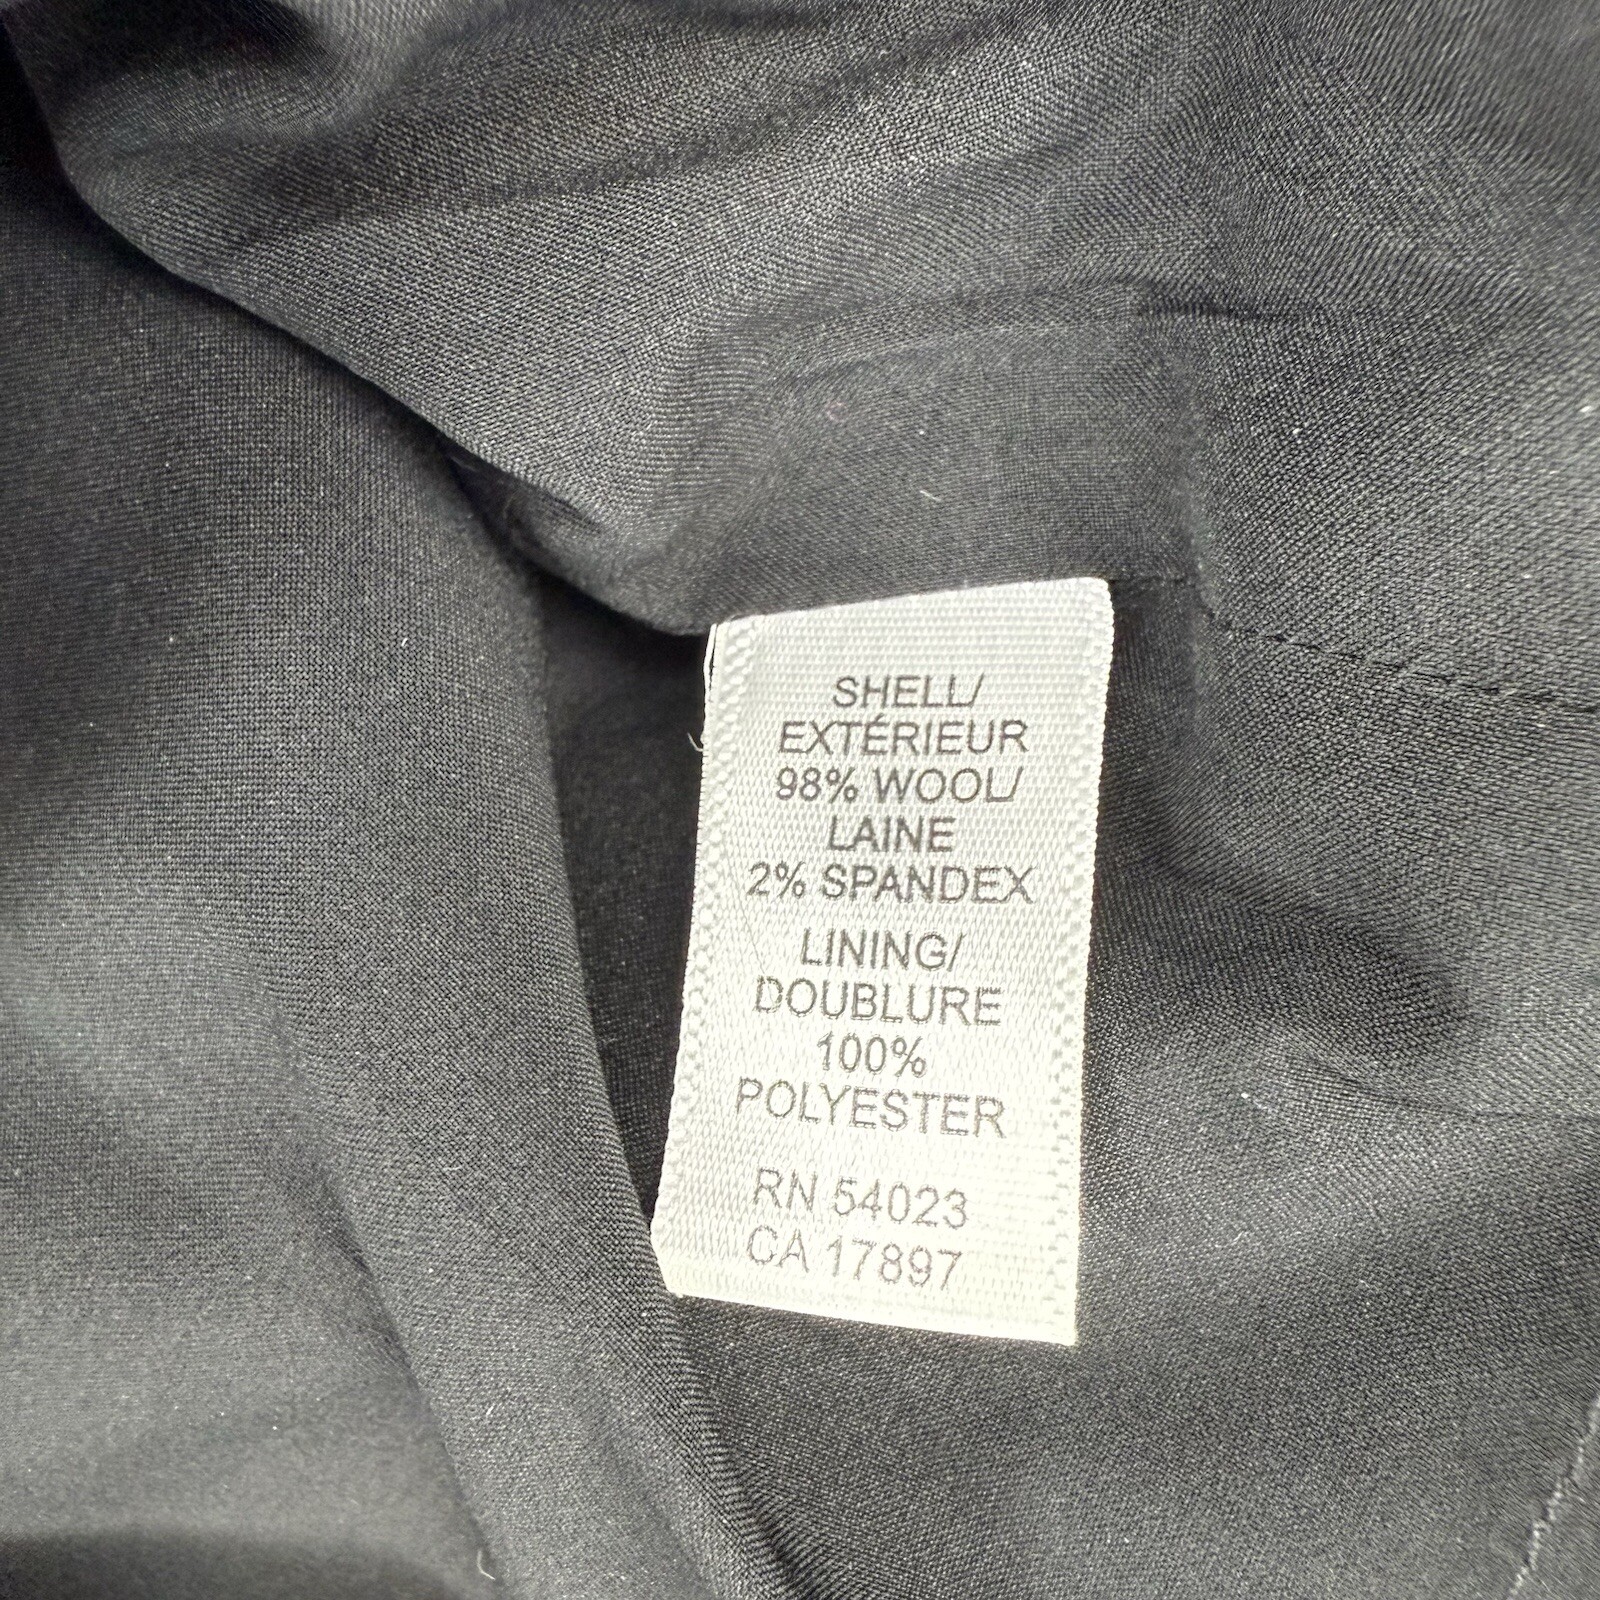 SHELL/
EXTÉRIEUR
98% WOOL/
LAINE
2% SPANDEX
LINING/
DOUBLURE
100%
POLYESTER
RN 54023
CA 17897